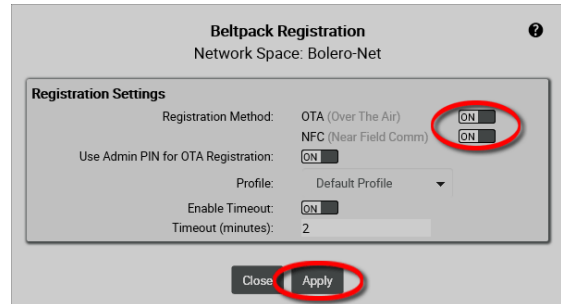 Beltpack Registration ?
Network Space: Bolero-Net
Registration Settings
Registration Method: OTA (Over The Air) ON
NFC (Near Field Comm) ON
Use Admin PIN for OTA Registration: ON
Profile: Default Profile
Enable Timeout: ON
Timeout (minutes): 2
Close Apply